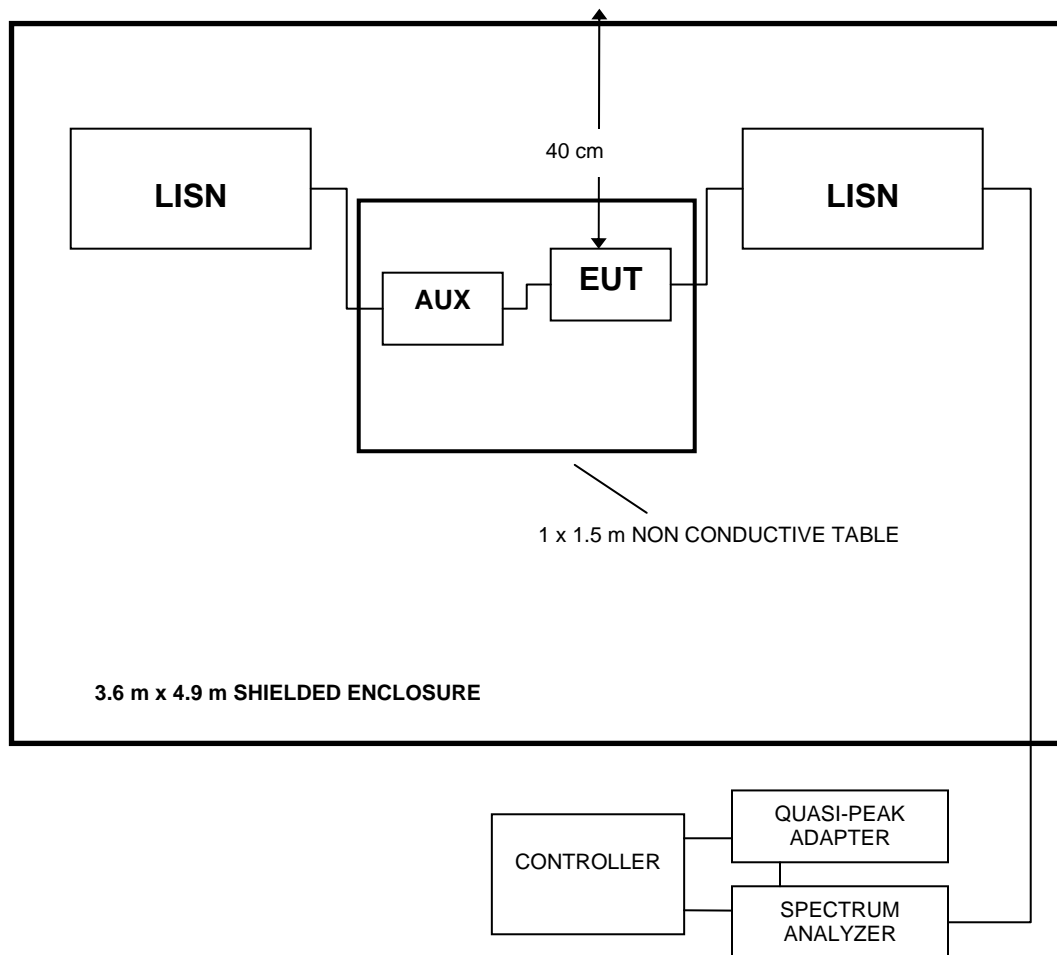 40 cm
LISN
LISN
EUT
AUX
1 x 1.5 m NON CONDUCTIVE TABLE
3.6 m x 4.9 m SHIELDED ENCLOSURE
QUASI-PEAK
ADAPTER
CONTROLLER
SPECTRUM
ANALYZER